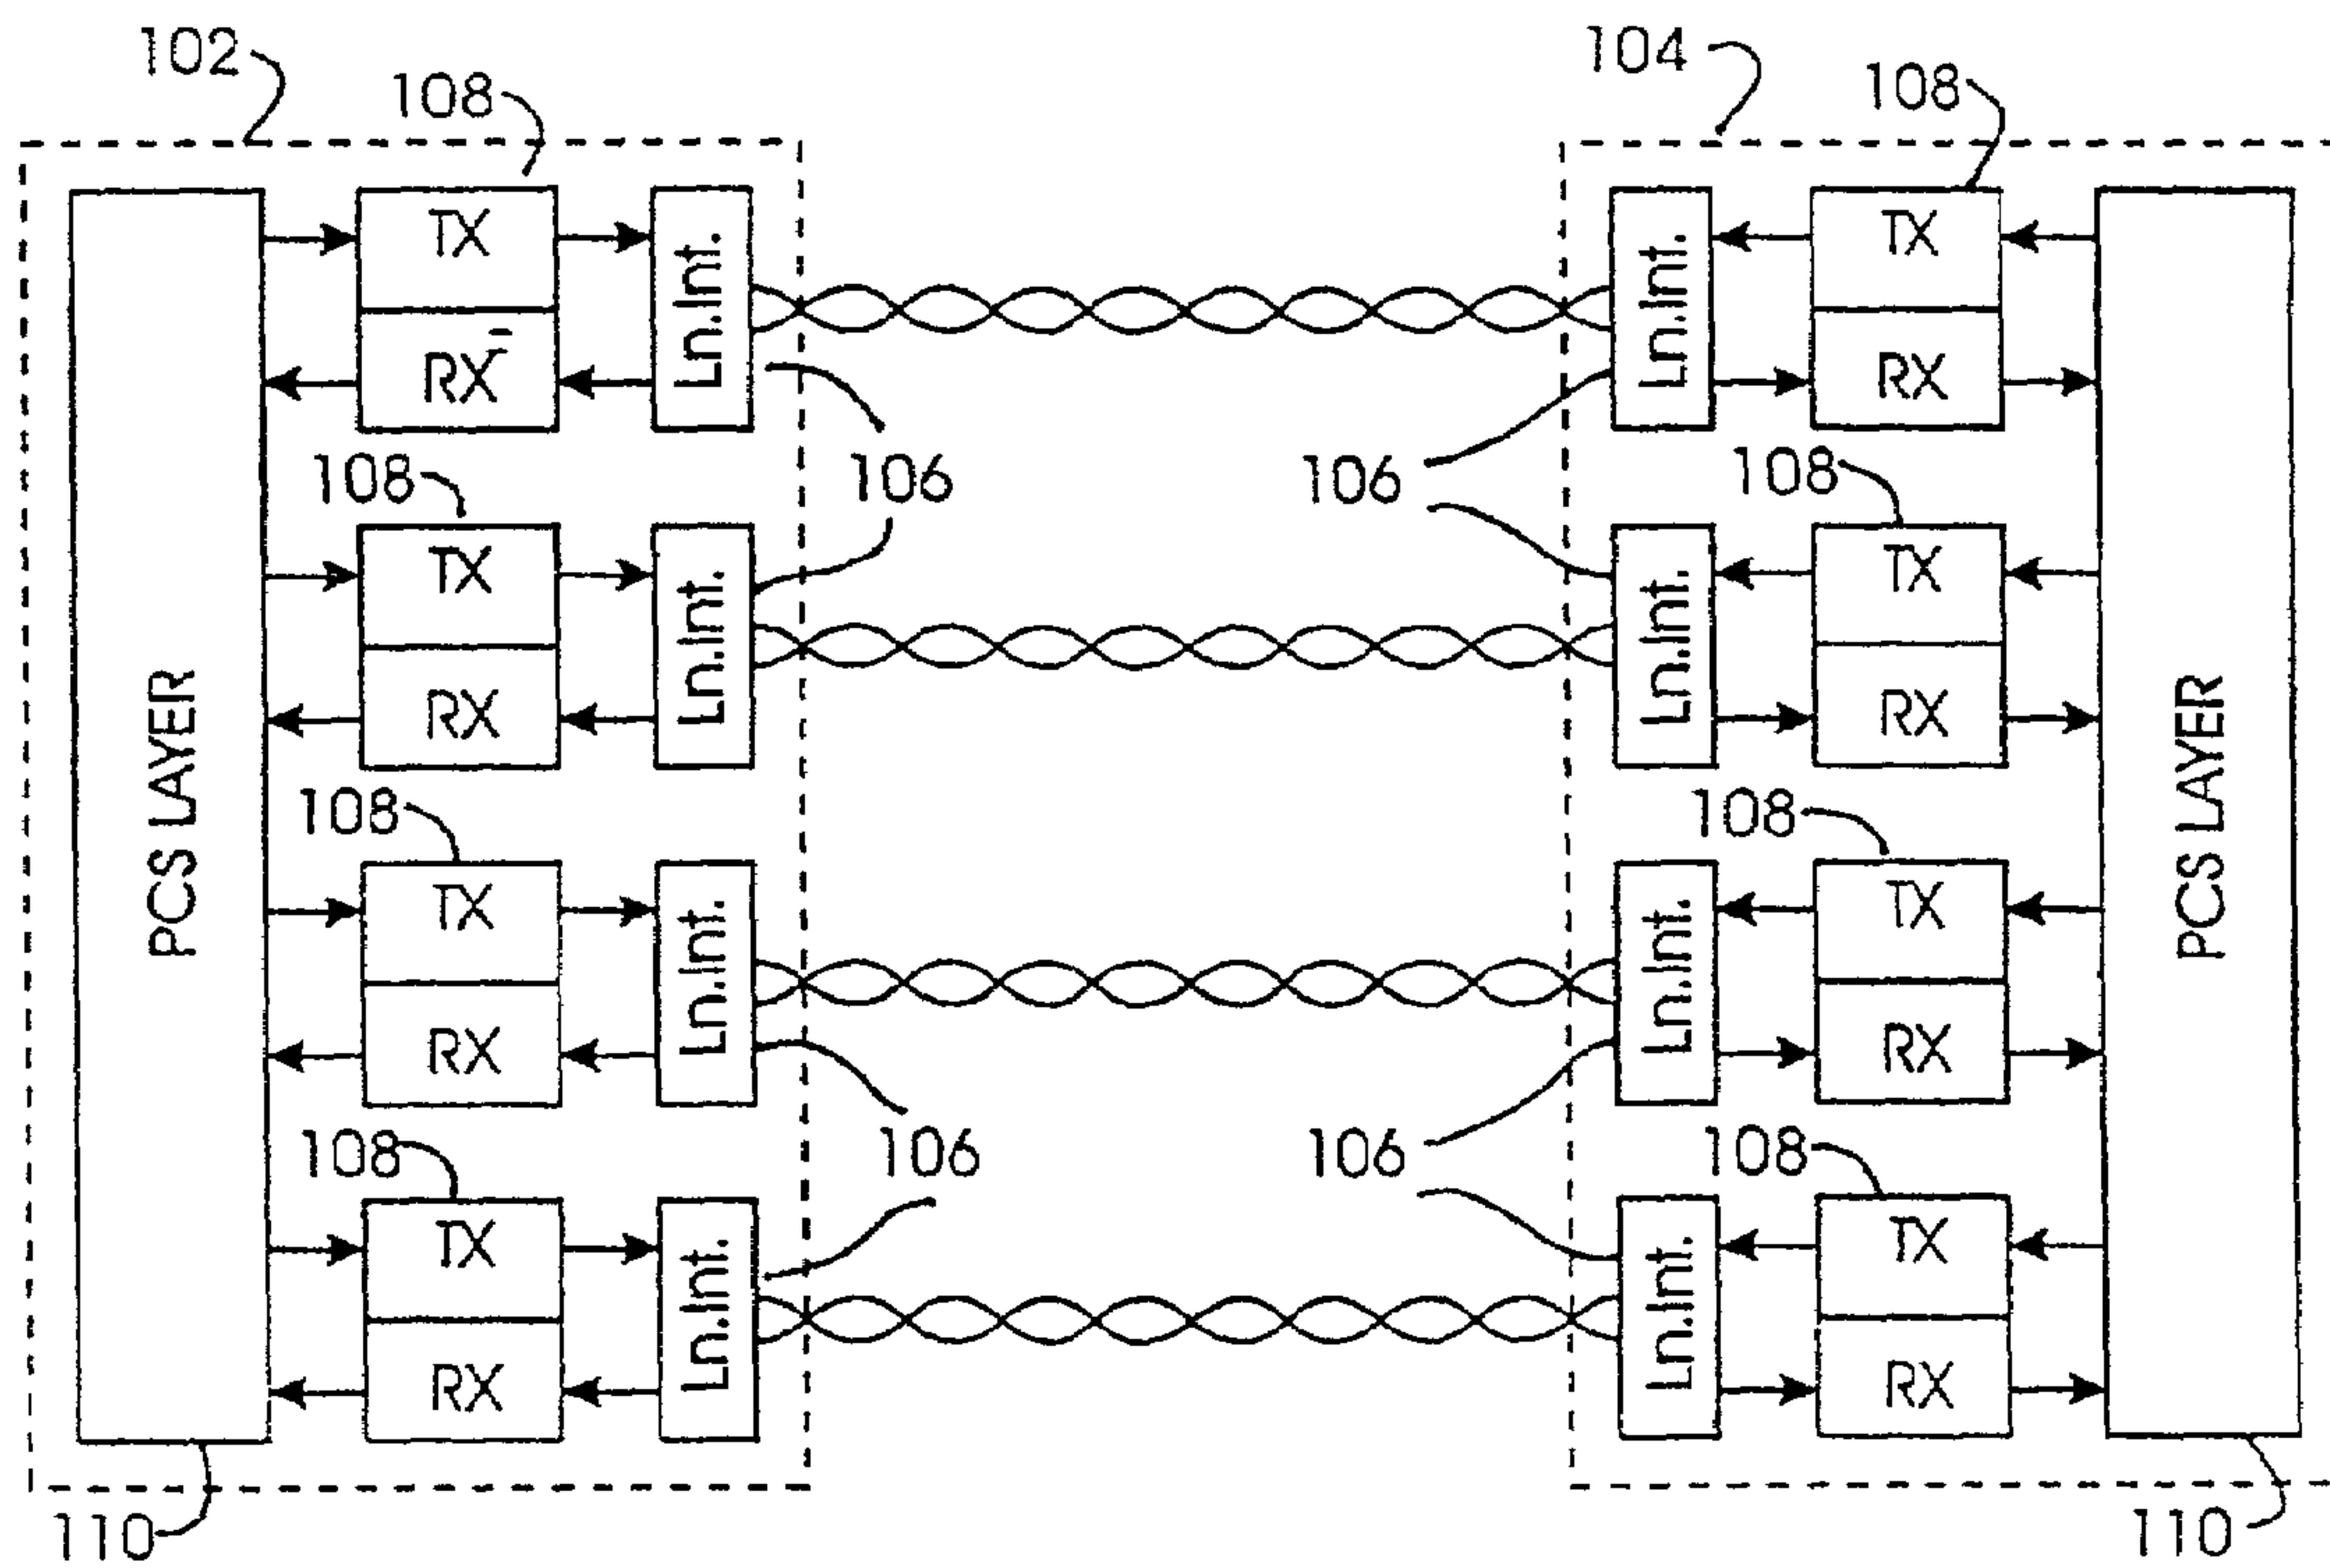 102
104
108
108
TX
Ln.Int.
Ln.Int.
TX
RX
RX
108
106
106
108
TX
Ln.Int.
Ln.Int.
TX
RX
RX
PCS LAYER
PCS LAYER
108
108
TX
Ln.Int.
Ln.Int.
TX
RX
RX
108
106
106
108
TX
Ln.Int.
Ln.Int.
TX
RX
RX
110
110